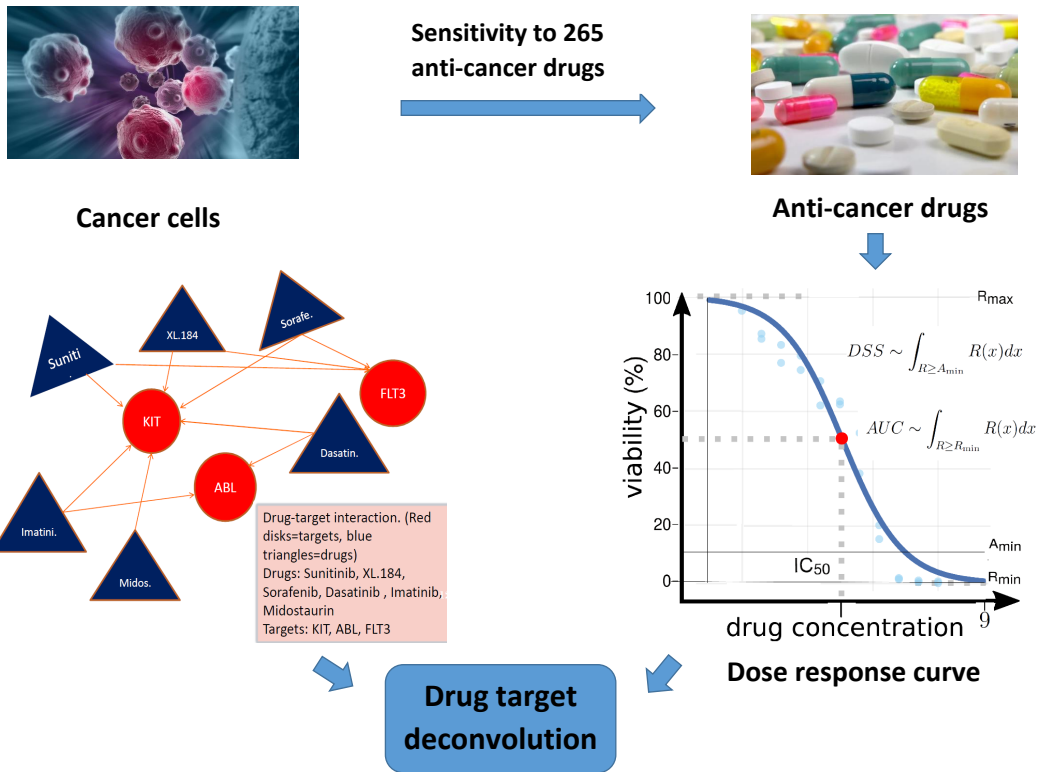 Sensitivity to 265
anti-cancer drugs
Cancer cells
Anti-cancer drugs
Suniti
.
XL.184
Sorafe.
KIT
FLT3
ABL
Dasatin.
Imatini.
Midos.
Drug-target interaction. (Red
disks=targets, blue
triangles=drugs)
Drugs: Sunitinib, XL.184,
Sorafenib, Dasatinib , Imatinib,
Midostaurin
Targets: KIT, ABL, FLT3
viability (%)
100
80
60
40
20
0
Rmax
DSS ∼ ∫R≥Amin R(x)dx
AUC ∼ ∫R≥Rmin R(x)dx
Amin
Rmin
IC50
drug concentration
9
Dose response curve
Drug target
deconvolution